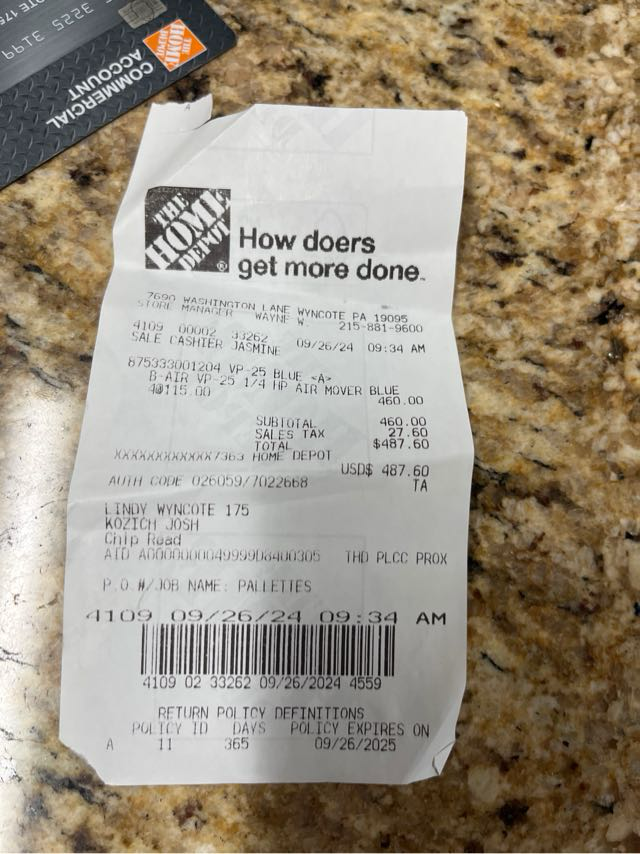 3225 3199
COMMERCIAL
ACCOUNT
THE
HOME
DEPOT
A
THE
HOME
DEPOT
®
How doers
get more done™
7690 WASHINGTON LANE WYNCOTE PA 19095
STORE MANAGER WAYNE W. 215-881-9600
4109 00002 33262 09/26/24 09:34 AM
SALE CASHIER JASMINE
875333001204 VP-25 BLUE <A>
B-AIR VP-25 1/4 HP AIR MOVER BLUE
4@115.00 460.00
SUBTOTAL 460.00
SALES TAX 27.60
TOTAL $487.60
XXXXXXXXXXXX7363 HOME DEPOT
USD$ 487.60
AUTH CODE 026059/7022668 TA
LINDY WYNCOTE 175
KOZICH JOSH
Chip Read
AID A0000000049999D8400305 THD PLCC PROX
P.O.#/JOB NAME: PALLETTES
4109 09/26/24 09:34 AM
4109 02 33262 09/26/2024 4559
RETURN POLICY DEFINITIONS
POLICY ID DAYS POLICY EXPIRES ON
A 11 365 09/26/2025